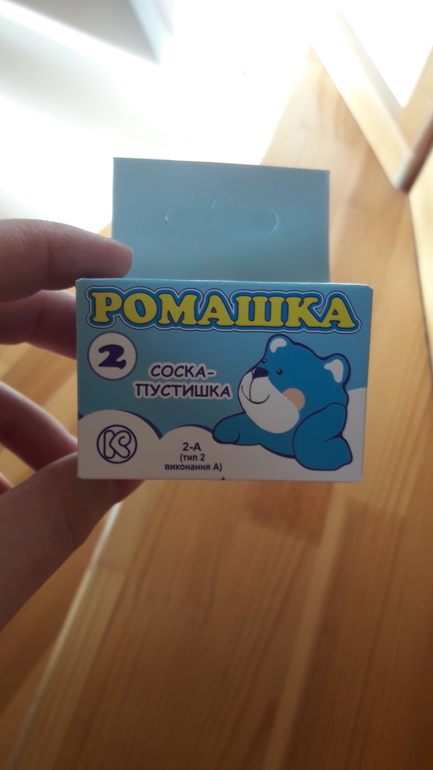 РОМАШКА
2
СОСКА-
ПУСТИШКА
2-А
(тип 2
виконання А)